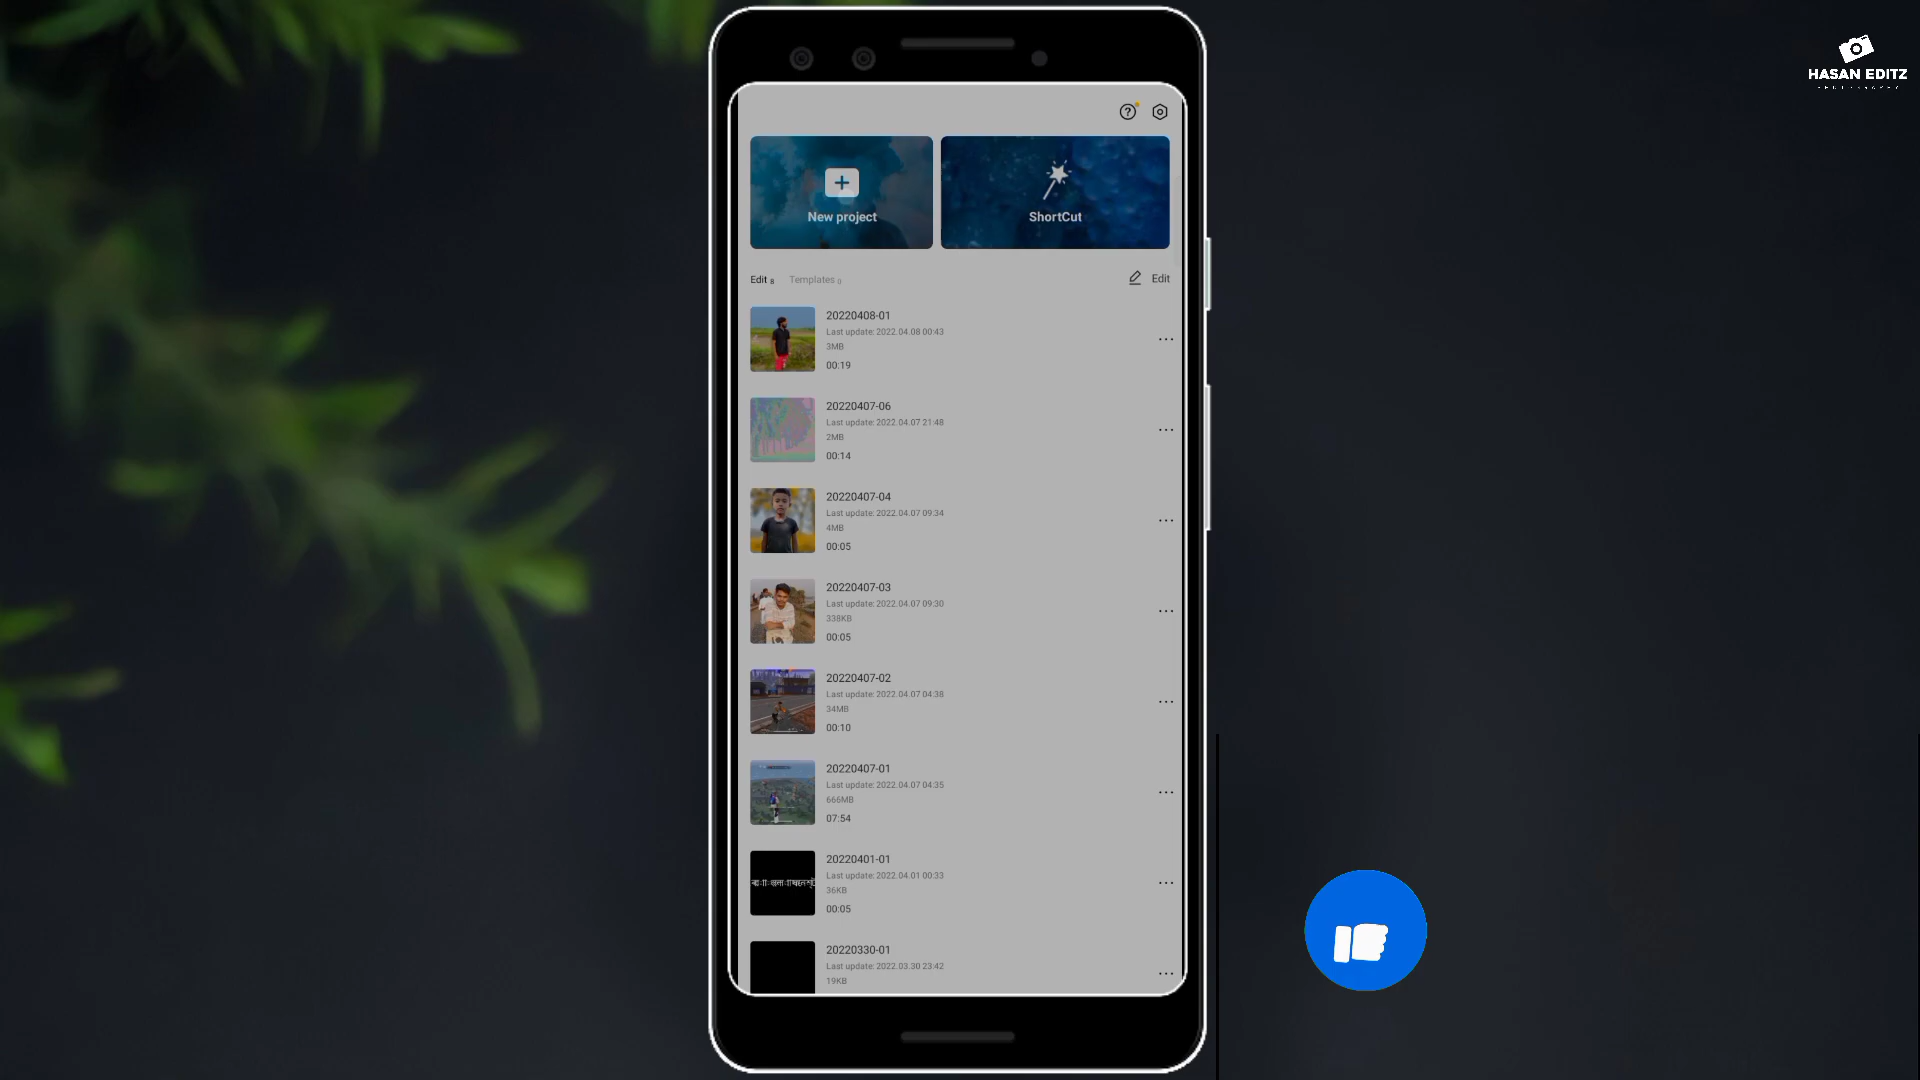 HASAN EDITZ
New project
ShortCut
Edit 8
Templates 0
Edit
20220408-01
Last update: 2022.04.08 00:43
3MB
00:19
20220407-06
Last update: 2022.04.07 21:48
2MB
00:14
20220407-04
Last update: 2022.04.07 09:34
4MB
00:05
20220407-03
Last update: 2022.04.07 09:30
338KB
00:05
20220407-02
Last update: 2022.04.07 04:38
34MB
00:10
20220407-01
Last update: 2022.04.07 04:35
666MB
07:54
20220401-01
Last update: 2022.04.01 00:33
36KB
00:05
20220330-01
Last update: 2022.03.30 23:42
19KB